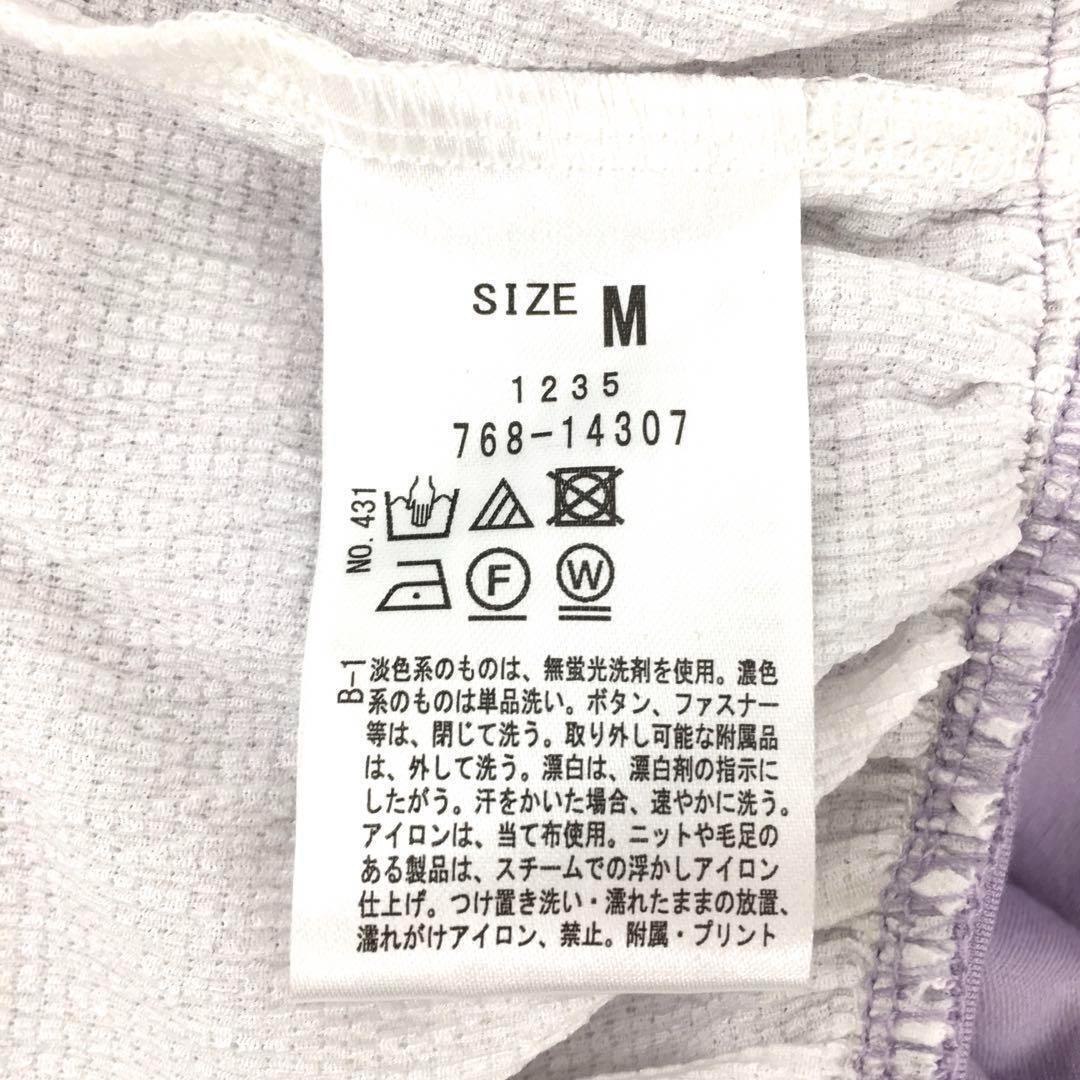 SIZE M
1235
768-14307
NO. 431
F W
B-1
淡色系のものは、無蛍光洗剤を使用。濃色
系のものは単品洗い。ボタン、ファスナー
等は、閉じて洗う。取り外し可能な附属品
は、外して洗う。漂白は、漂白剤の指示に
したがう。汗をかいた場合、速やかに洗う。
アイロンは、当て布使用。ニットや毛足の
ある製品は、スチームでの浮かしアイロン
仕上げ。つけ置き洗い・濡れたままの放置、
濡れがけアイロン、禁止。附属・プリント